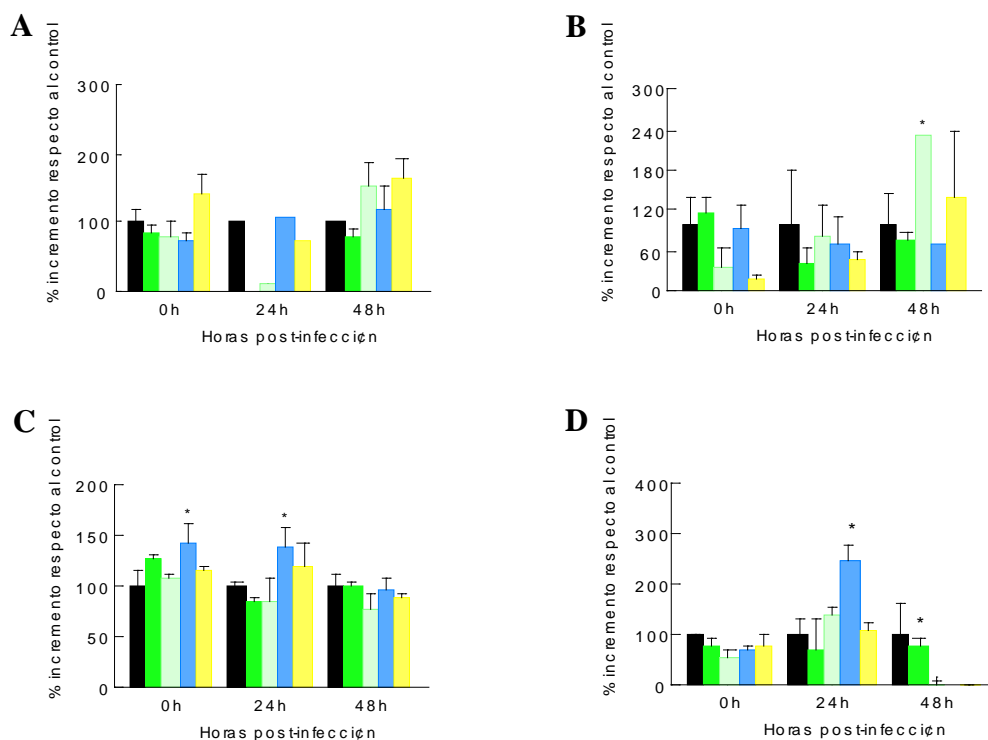 A
% incremento respecto al control
300
200
100
0
0h 24h 48h
Horas post-infecci¢n
B
% incremento respecto al control
300
240
180
120
60
0
*
0h 24h 48h
Horas post-infecci¢n
C
% incremento respecto al control
200
150
100
50
0
* *
0h 24h 48h
Horas post-infecci¢n
D
% incremento respecto al control
400
300
200
100
0
* *
0h 24h 48h
Horas post-infecci¢n